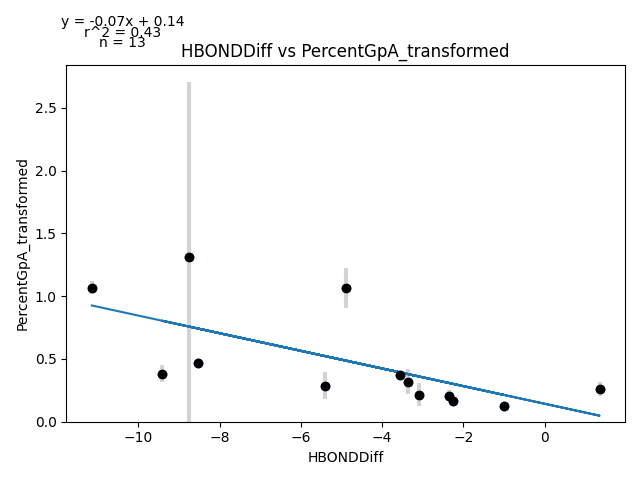 y = -0.07x + 0.14
r^2 = 0.43
n = 13
HBONDDiff vs PercentGpA_transformed
PercentGpA_transformed
2.5
2.0
1.5
1.0
0.5
0.0
−10
−8
−6
−4
−2
0
HBONDDiff